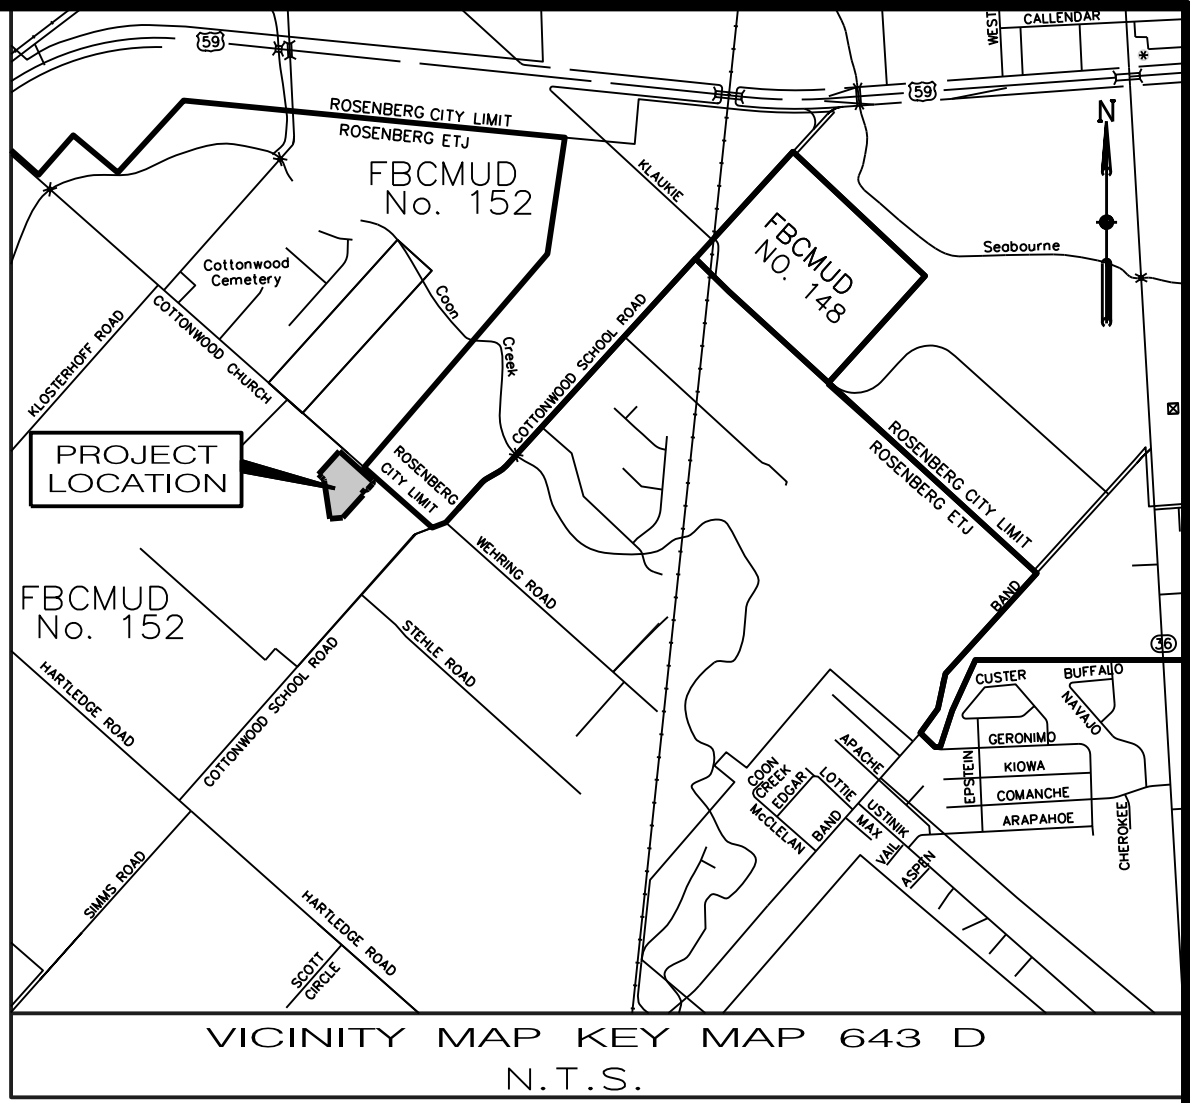 59
WEST
CALLENDAR
ROSENBERG CITY LIMIT
ROSENBERG ETJ
59
N
FBCMUD
No. 152
KLAUKIE
FBCMUD
NO. 148
Seabourne
Cottonwood
Cemetery
Coon
Creek
COTTONWOOD CHURCH
KLOSTERHOFF ROAD
COTTONWOOD SCHOOL ROAD
PROJECT
LOCATION
ROSENBERG
CITY LIMIT
ROSENBERG CITY LIMIT
ROSENBERG ETJ
WEHRING ROAD
BAND
FBCMUD
No. 152
STEHLE ROAD
36
HARTLEDGE ROAD
COTTONWOOD SCHOOL ROAD
CUSTER
BUFFALO
NAVAJO
GERONIMO
APACHE
EPSTEIN
KIOWA
COON
CREEK
EDGAR
LOTTIE
COMANCHE
McCLELAN
BAND
USTINIK
MAX
ARAPAHOE
CHEROKEE
VAIL
ASPEN
SIMMS ROAD
HARTLEDGE ROAD
SCOTT
CIRCLE
VICINITY MAP KEY MAP 643 D
N.T.S.